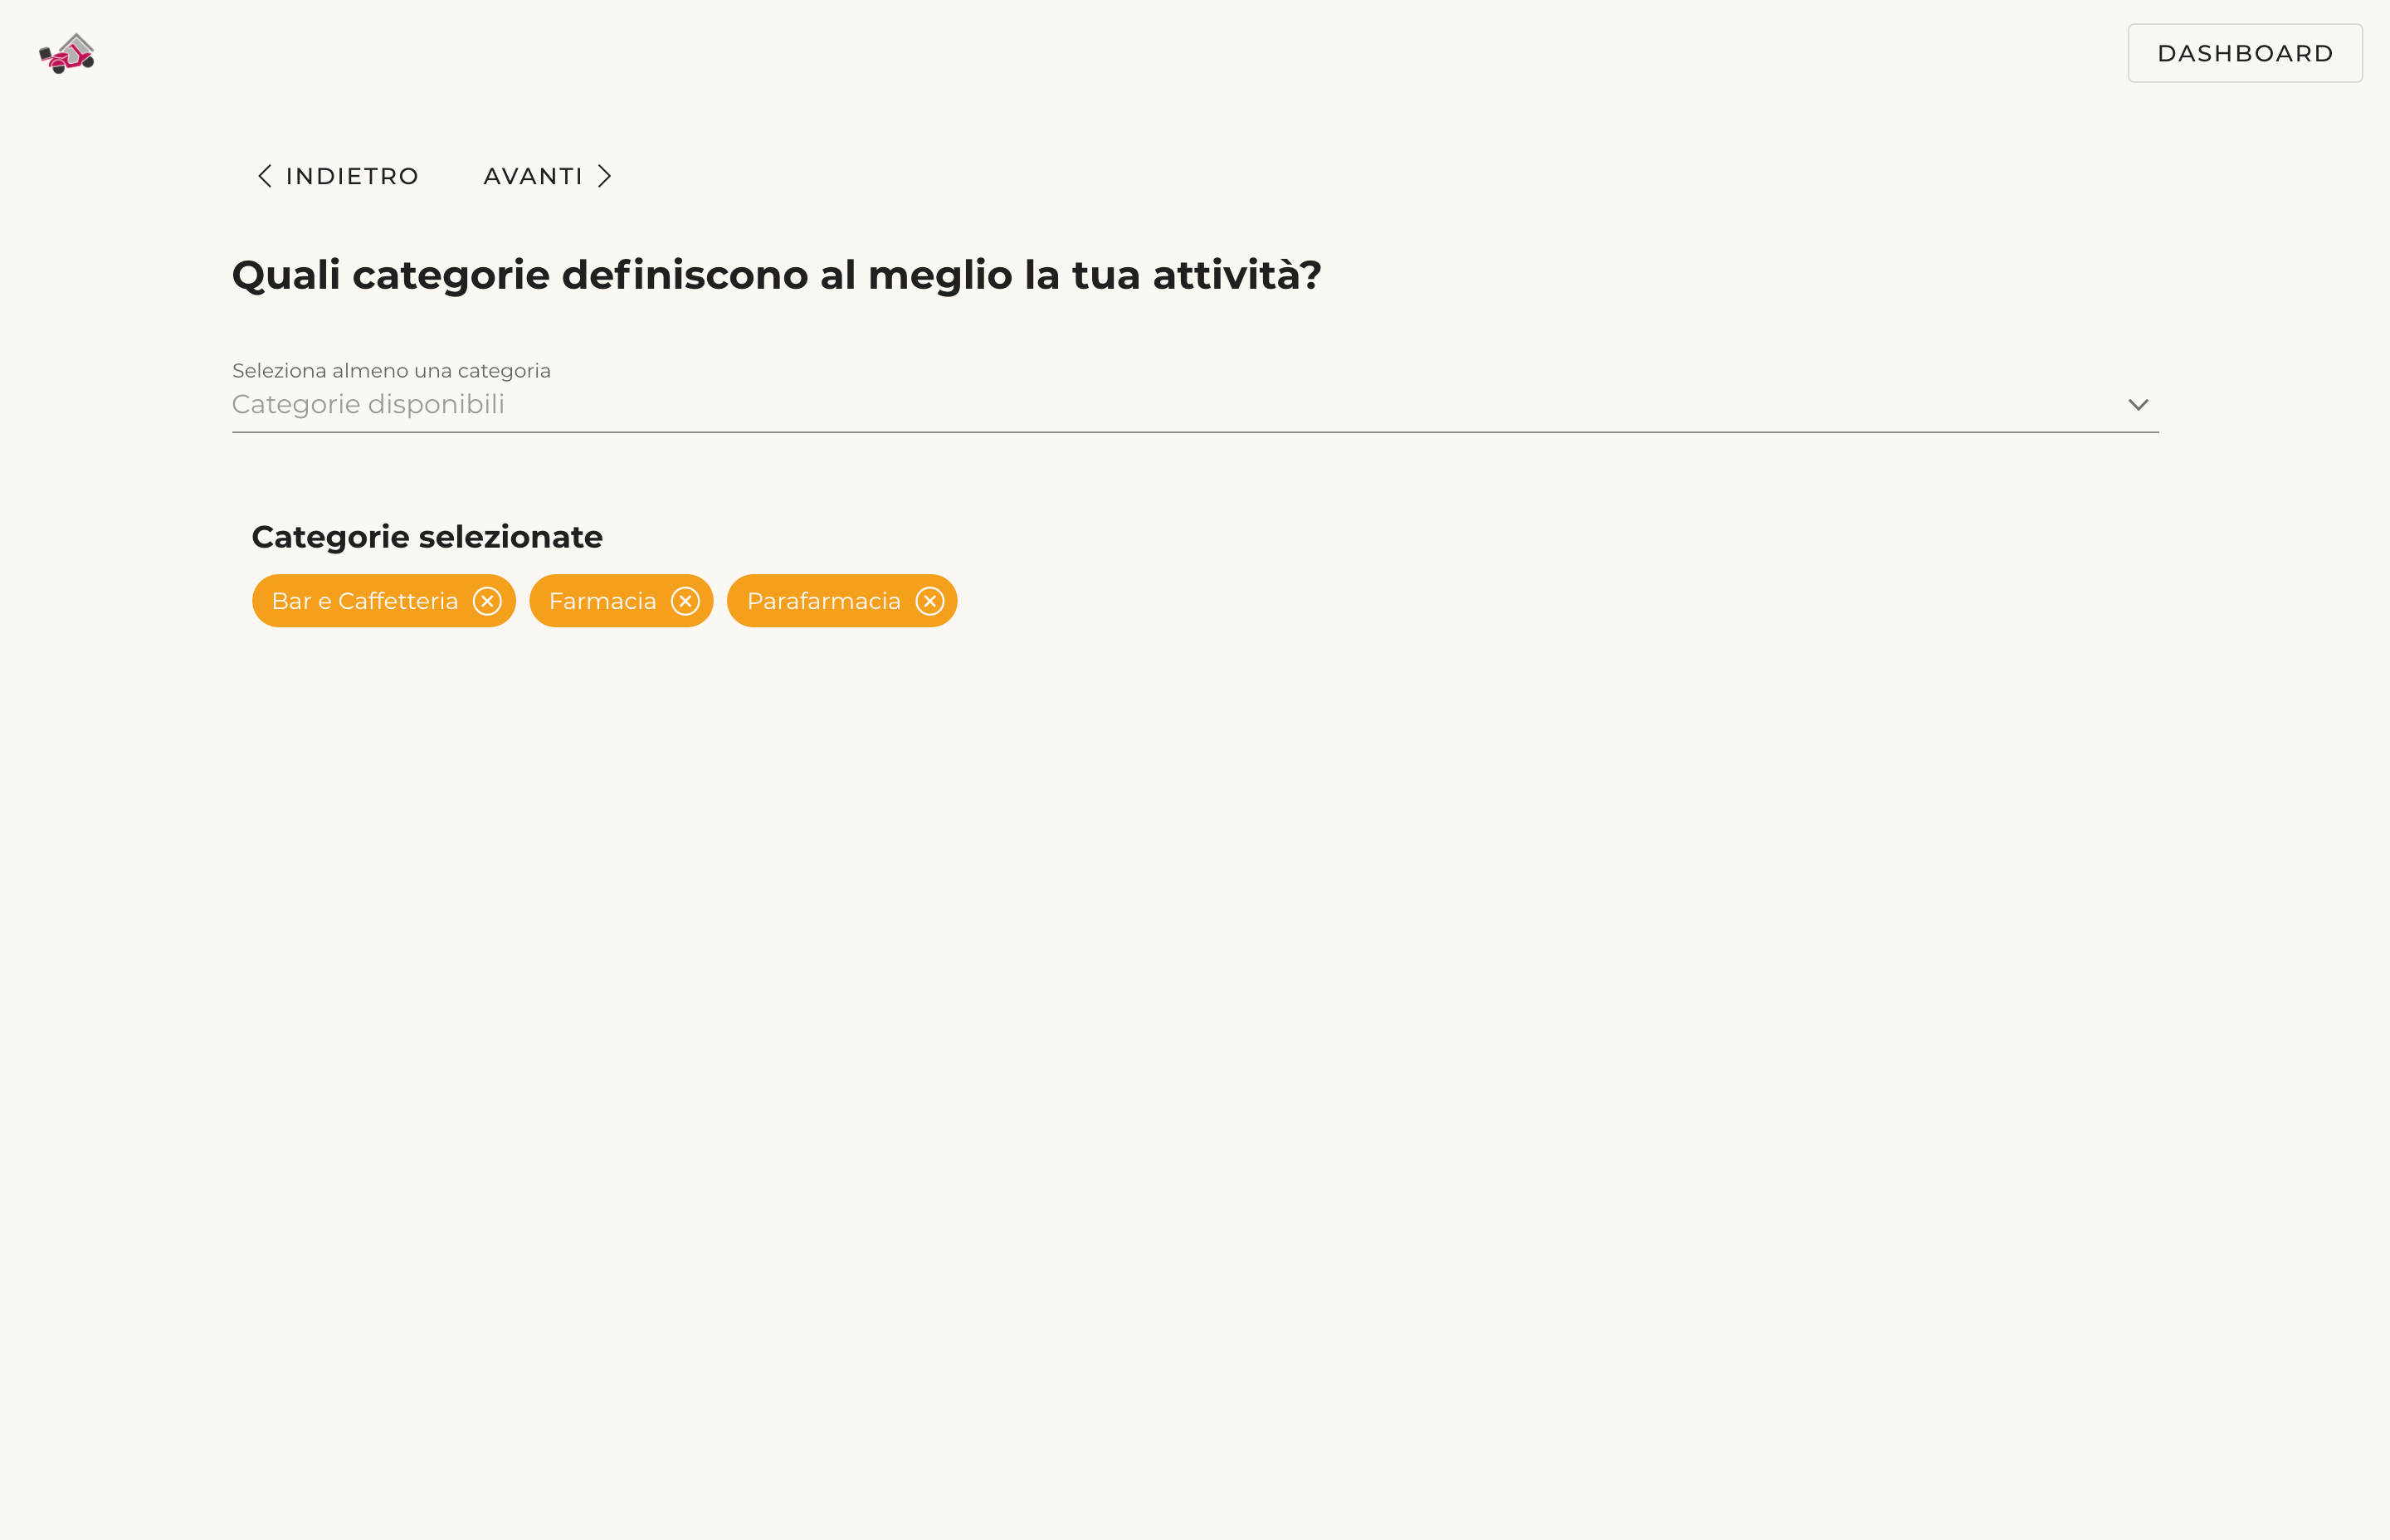 DASHBOARD
INDIETRO AVANTI
Quali categorie definiscono al meglio la tua attività?
Seleziona almeno una categoria
Categorie disponibili
Categorie selezionate
Bar e Caffetteria Farmacia Parafarmacia